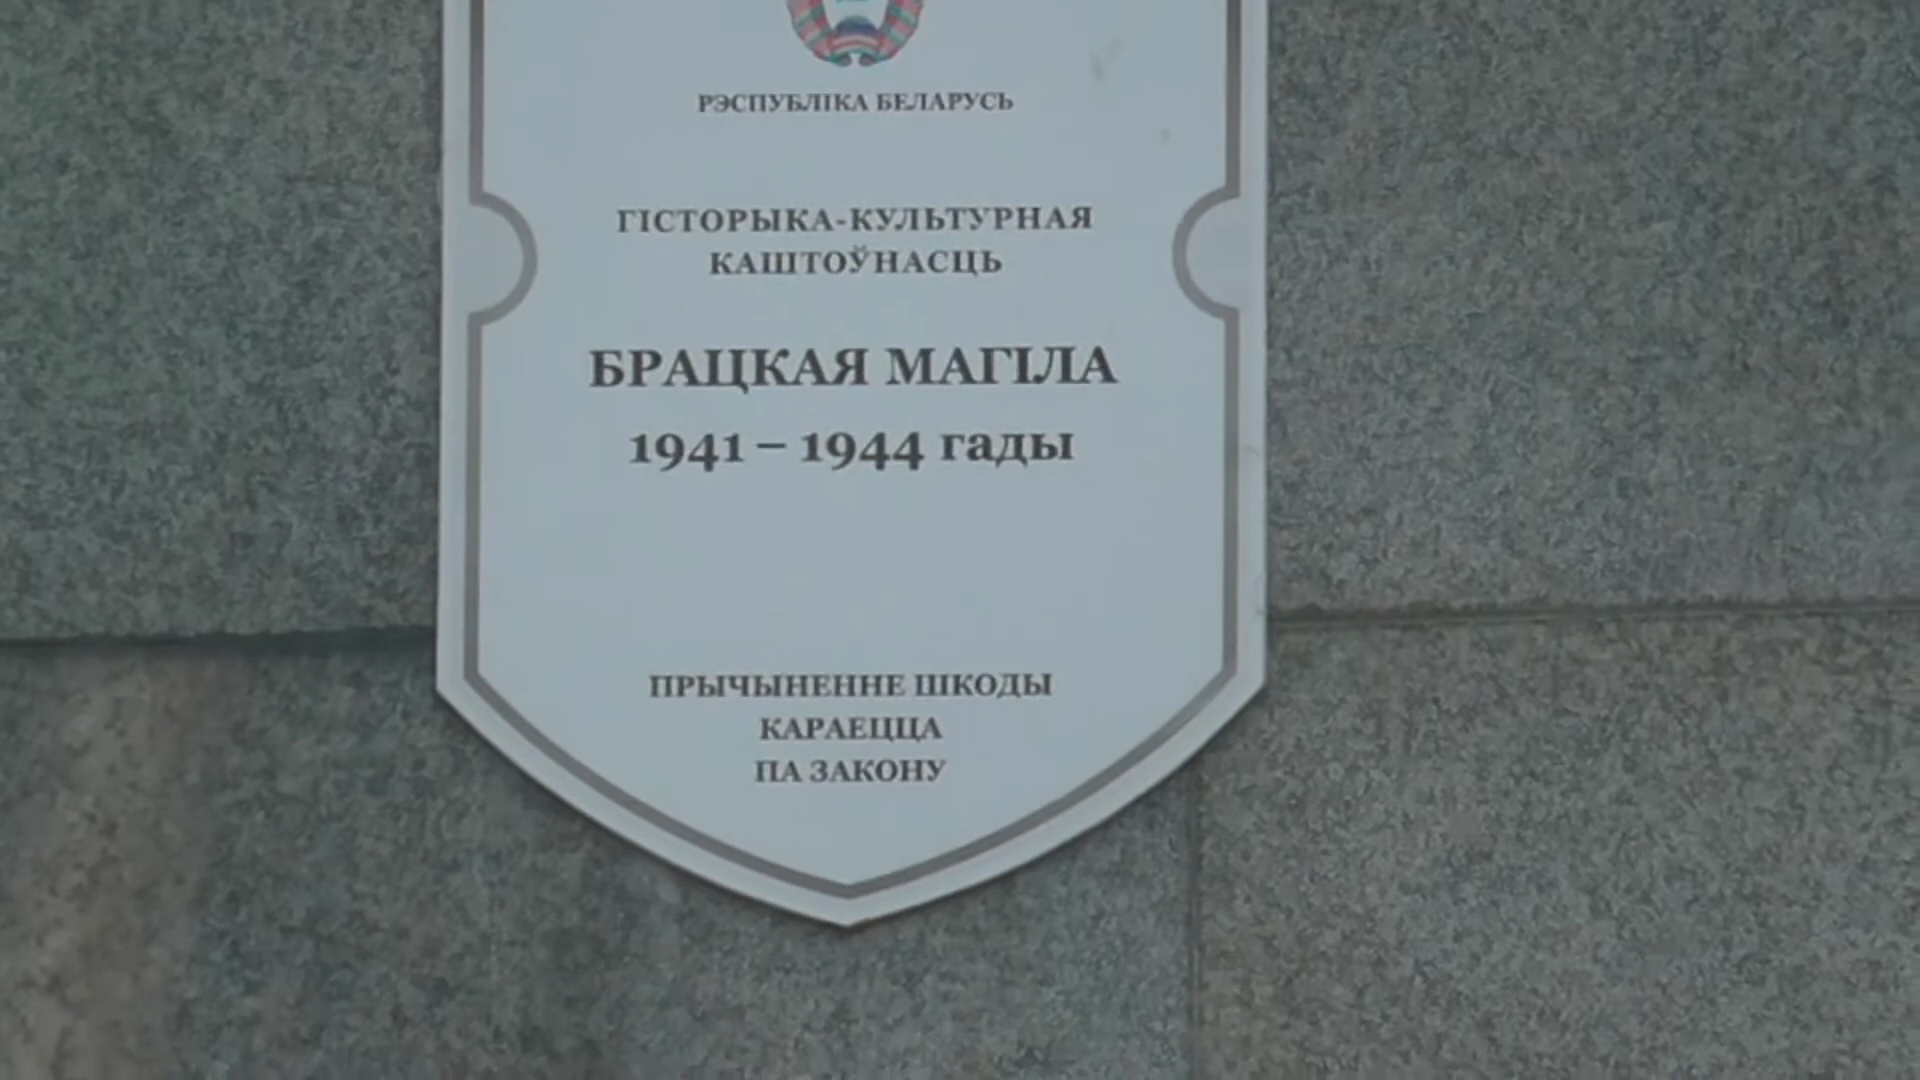 РЭСПУБЛІКА БЕЛАРУСЬ
ГІСТОРЫКА-КУЛЬТУРНАЯ
КАШТОЎНАСЦЬ
БРАЦКАЯ МАГІЛА
1941 – 1944 гады
ПРЫЧЫНЕННЕ ШКОДЫ
КАРАЕЦЦА
ПА ЗАКОНУ